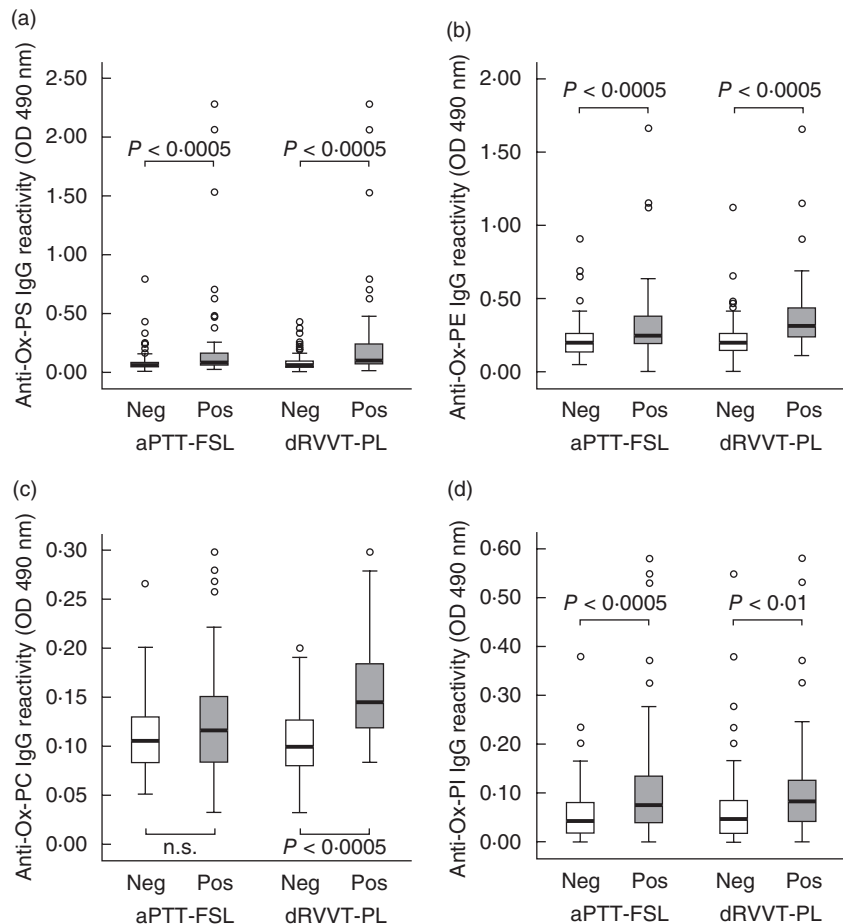 (a)
Anti-Ox-PS IgG reactivity (OD 490 nm)
2·50
2·00
1·50
1·00
0·50
0·00
P < 0·0005
P < 0·0005
Neg Pos Neg Pos
aPTT-FSL dRVVT-PL
(b)
Anti-Ox-PE IgG reactivity (OD 490 nm)
2·00
1·50
1·00
0·50
0·00
P < 0·0005
P < 0·0005
Neg Pos Neg Pos
aPTT-FSL dRVVT-PL
(c)
Anti-Ox-PC IgG reactivity (OD 490 nm)
0·30
0·25
0·20
0·15
0·10
0·05
0·00
n.s.
P < 0·0005
Neg Pos Neg Pos
aPTT-FSL dRVVT-PL
(d)
Anti-Ox-PI IgG reactivity (OD 490 nm)
0·60
0·50
0·40
0·30
0·20
0·10
0·00
P < 0·0005
P < 0·01
Neg Pos Neg Pos
aPTT-FSL dRVVT-PL